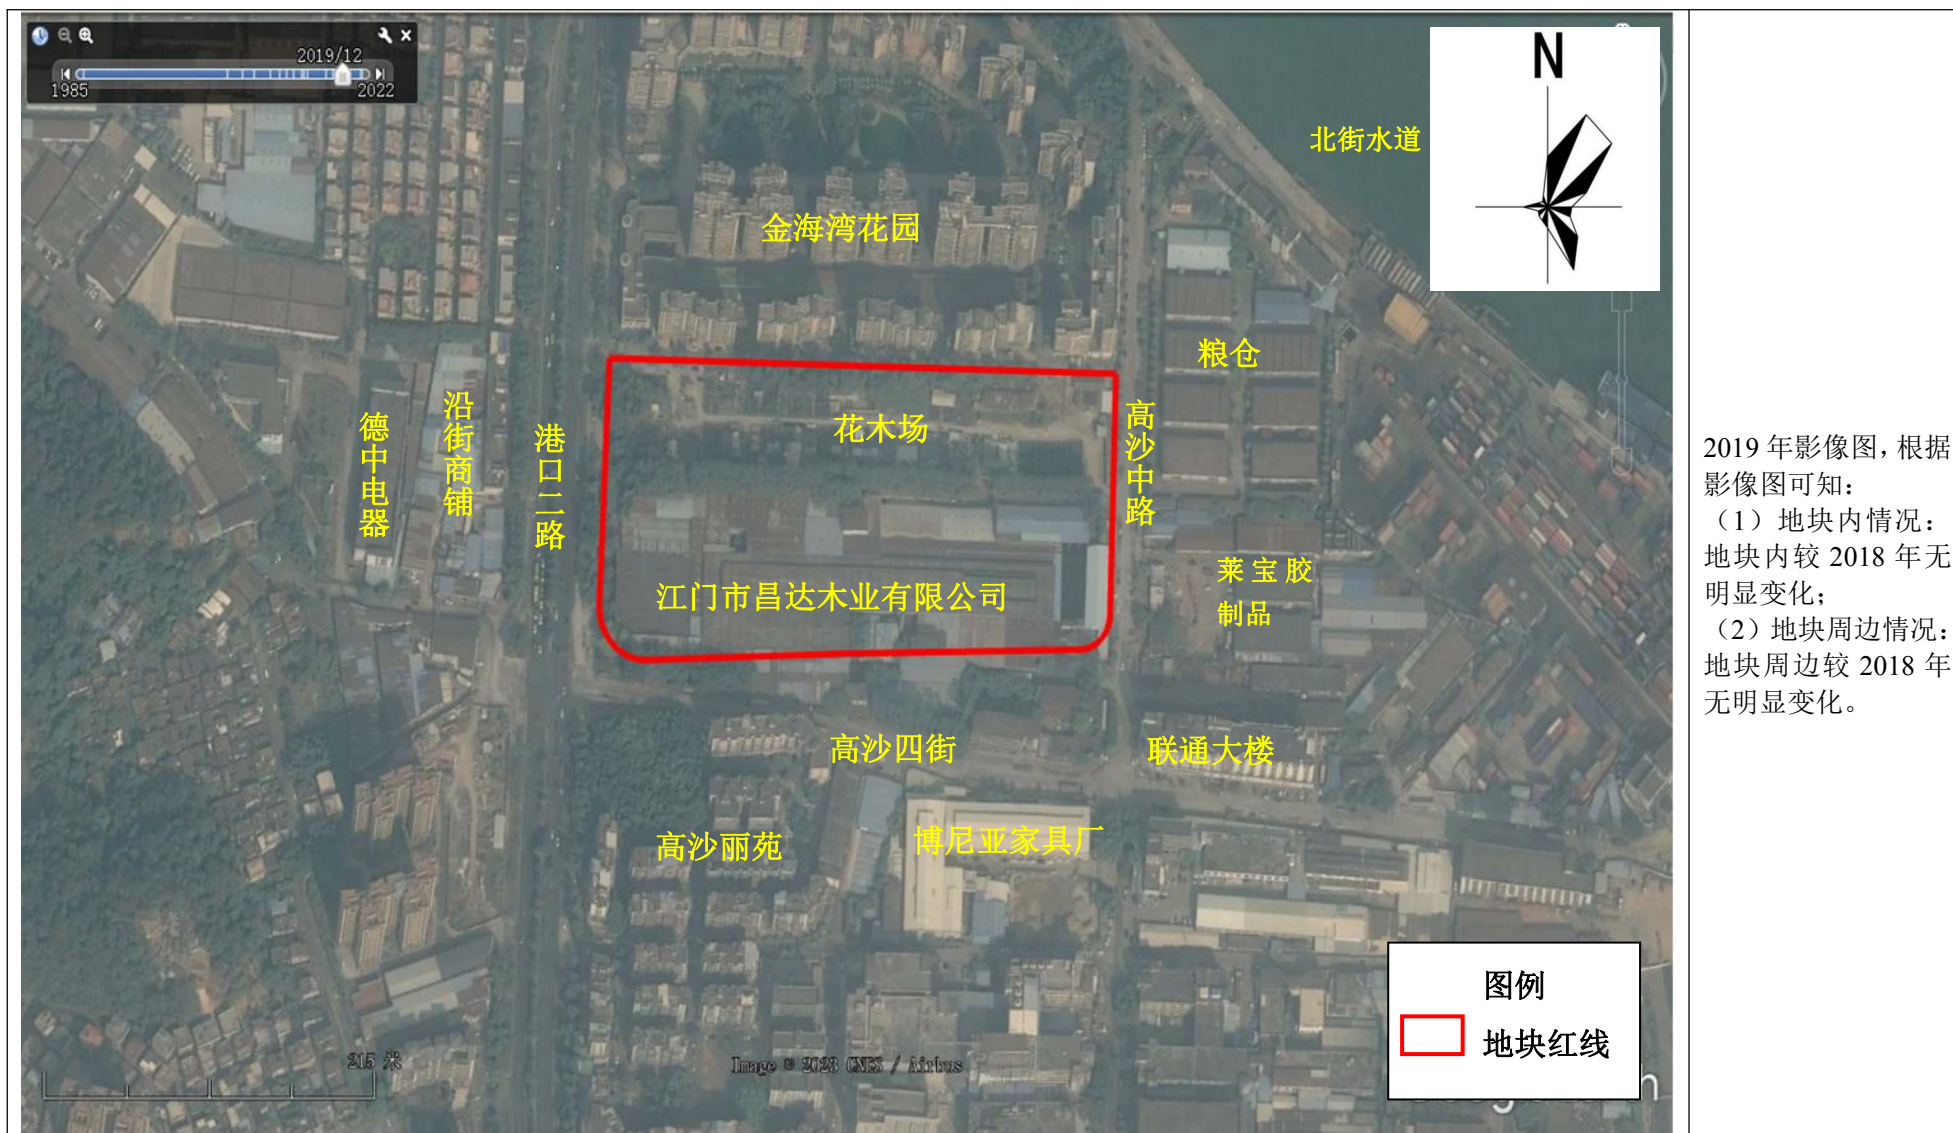 2019/12
1985
2022
N
北街水道
金海湾花园
粮仓
花木场
德中电器
沿街商铺
港口二路
高沙中路
江门市昌达木业有限公司
莱宝胶
制品
高沙四街
联通大楼
高沙丽苑
博尼亚家具厂
图例
地块红线
215 米
Image © 2023 CNES / Airbus
2019 年影像图，根据
影像图可知：
（1）地块内情况：
地块内较 2018 年无
明显变化；
（2）地块周边情况：
地块周边较 2018 年
无明显变化。